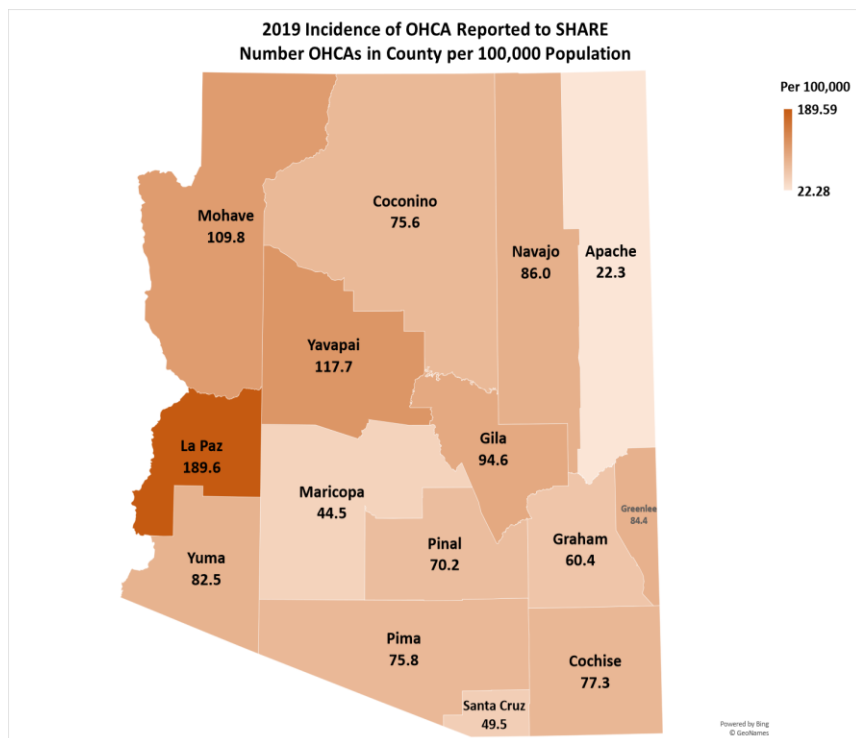 2019 Incidence of OHCA Reported to SHARE
Number OHCAs in County per 100,000 Population
Per 100,000
189.59
22.28
Mohave
109.8
Coconino
75.6
Navajo
86.0
Apache
22.3
Yavapai
117.7
La Paz
189.6
Gila
94.6
Maricopa
44.5
Greenlee
84.4
Yuma
82.5
Pinal
70.2
Graham
60.4
Pima
75.8
Cochise
77.3
Santa Cruz
49.5
Powered by Bing
© GeoNames